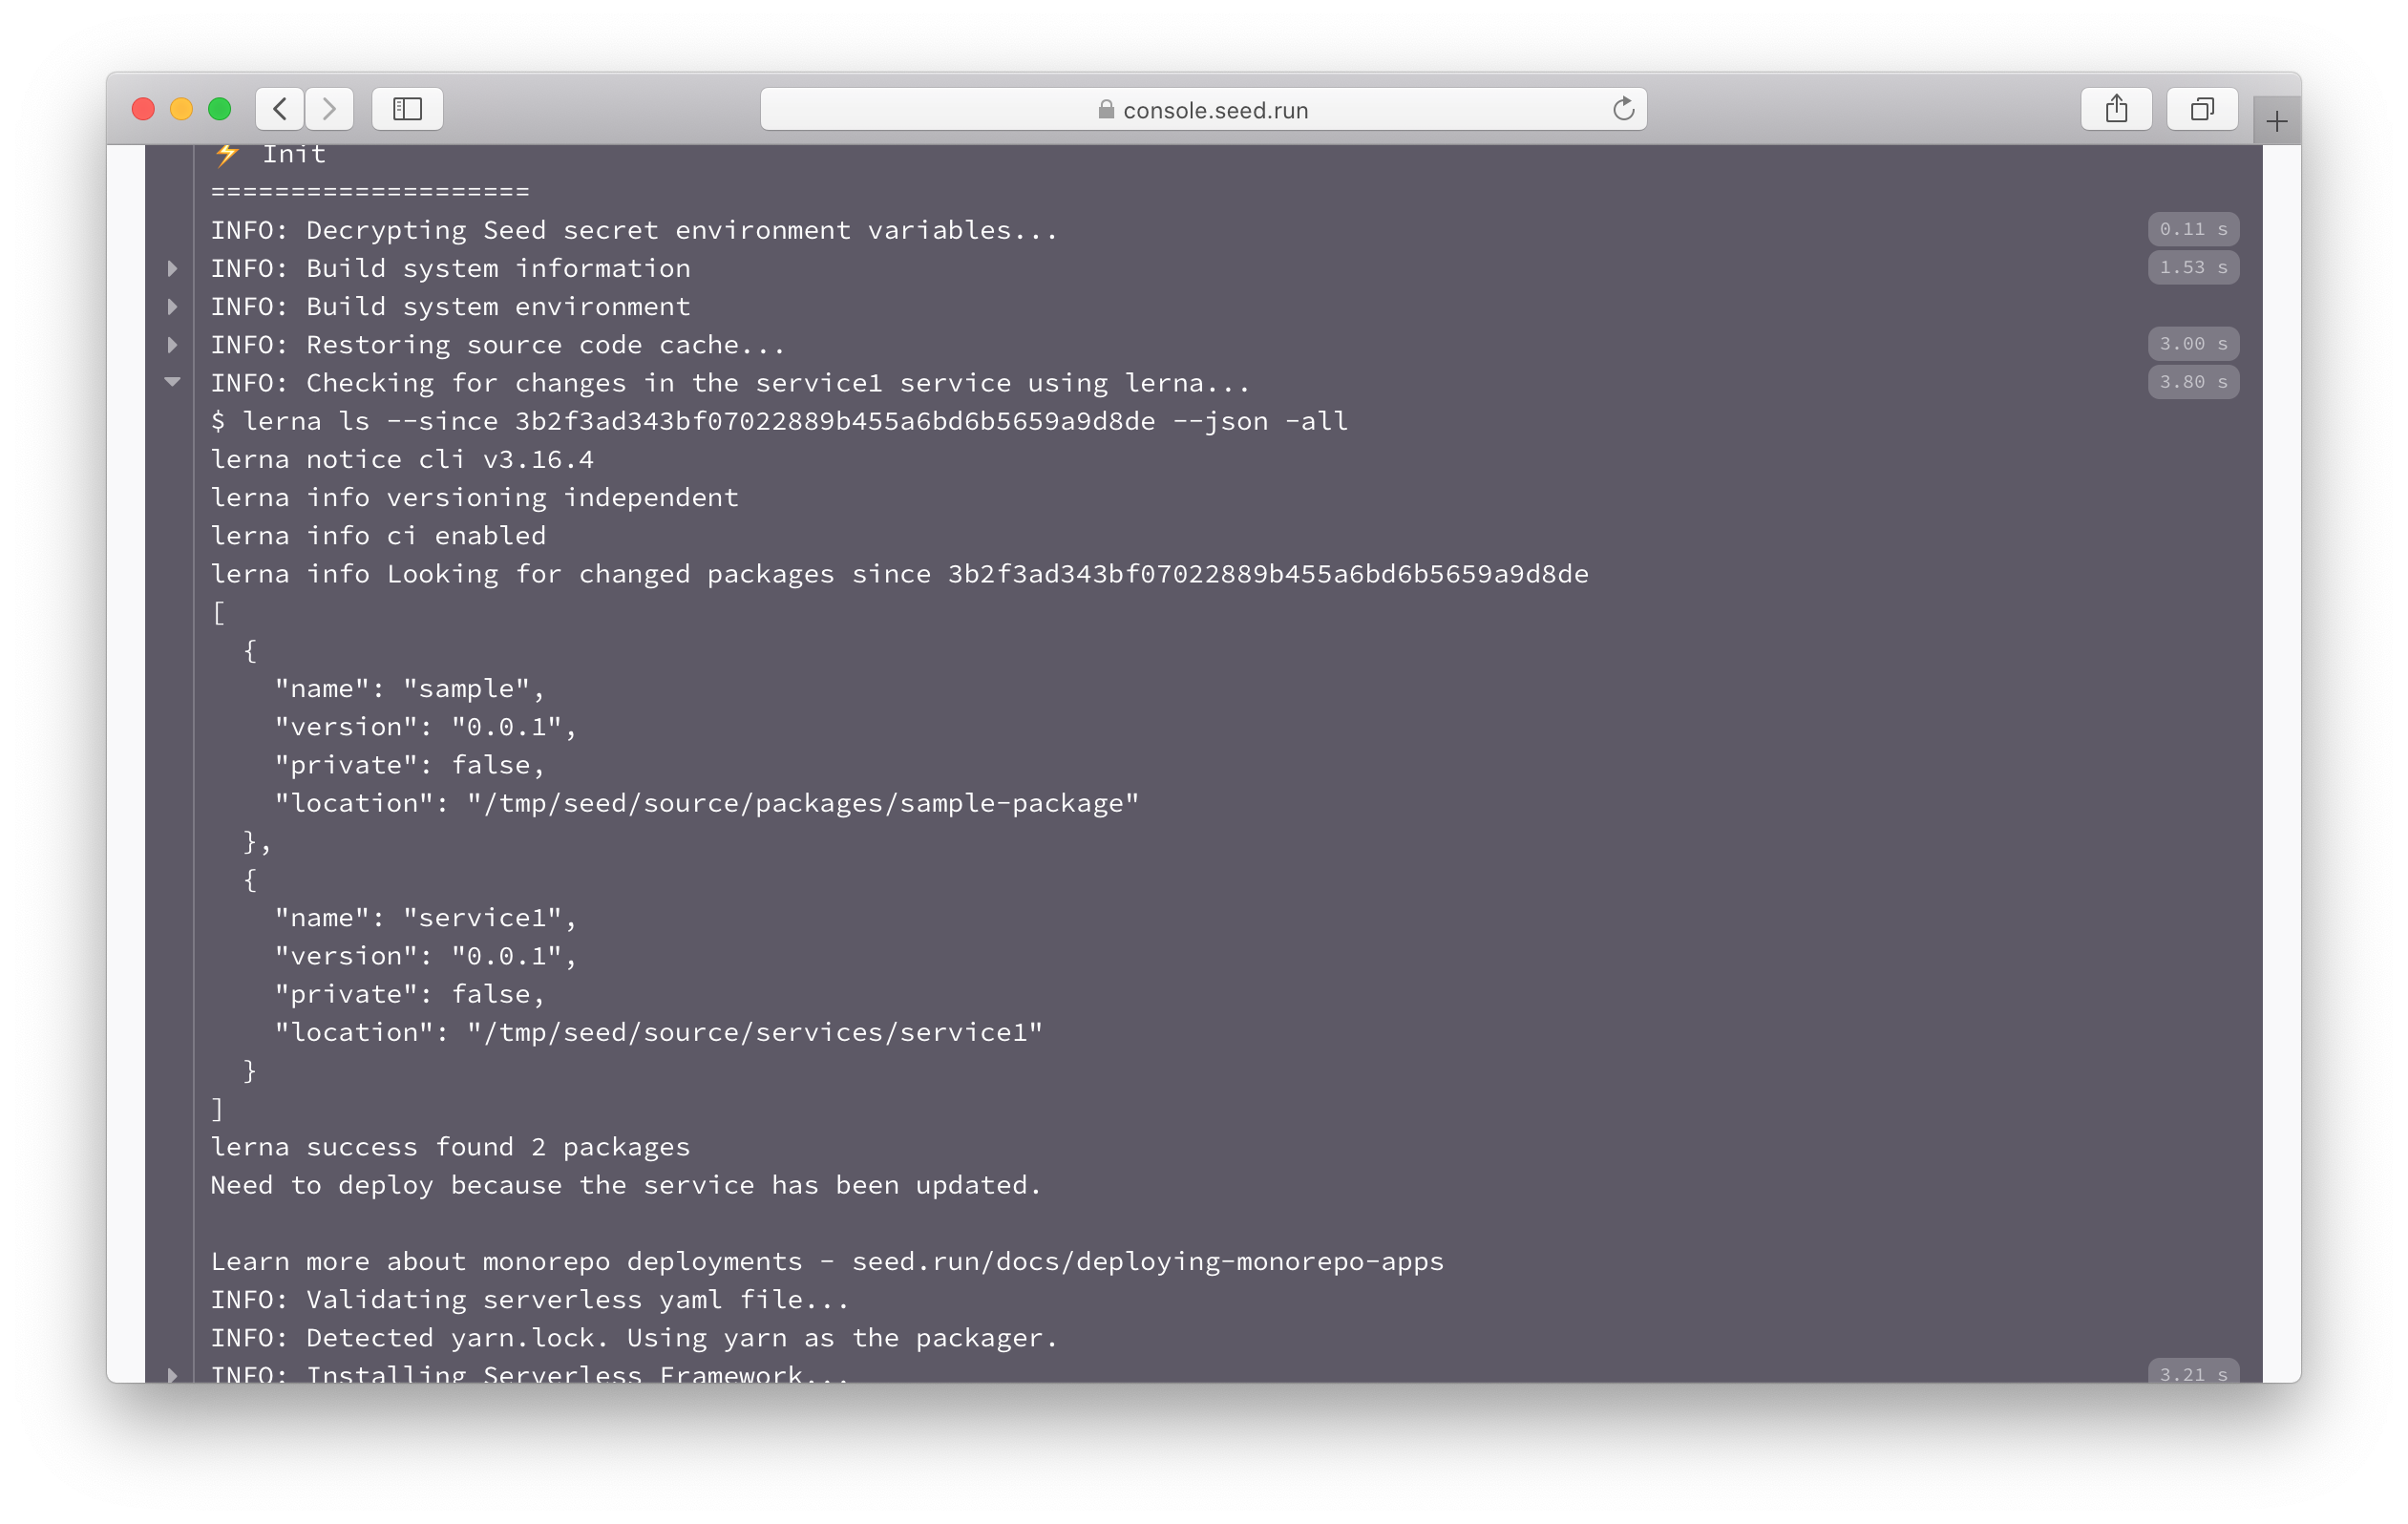 console.seed.run
⚡ Init
====================
INFO: Decrypting Seed secret environment variables...
0.11 s
INFO: Build system information
1.53 s
INFO: Build system environment
INFO: Restoring source code cache...
3.00 s
INFO: Checking for changes in the service1 service using lerna...
3.80 s
$ lerna ls --since 3b2f3ad343bf07022889b455a6bd6b5659a9d8de --json -all
lerna notice cli v3.16.4
lerna info versioning independent
lerna info ci enabled
lerna info Looking for changed packages since 3b2f3ad343bf07022889b455a6bd6b5659a9d8de
[
  {
    "name": "sample",
    "version": "0.0.1",
    "private": false,
    "location": "/tmp/seed/source/packages/sample-package"
  },
  {
    "name": "service1",
    "version": "0.0.1",
    "private": false,
    "location": "/tmp/seed/source/services/service1"
  }
]
lerna success found 2 packages
Need to deploy because the service has been updated.
Learn more about monorepo deployments - seed.run/docs/deploying-monorepo-apps
INFO: Validating serverless yaml file...
INFO: Detected yarn.lock. Using yarn as the packager.
INFO: Installing Serverless Framework...
3.21 s